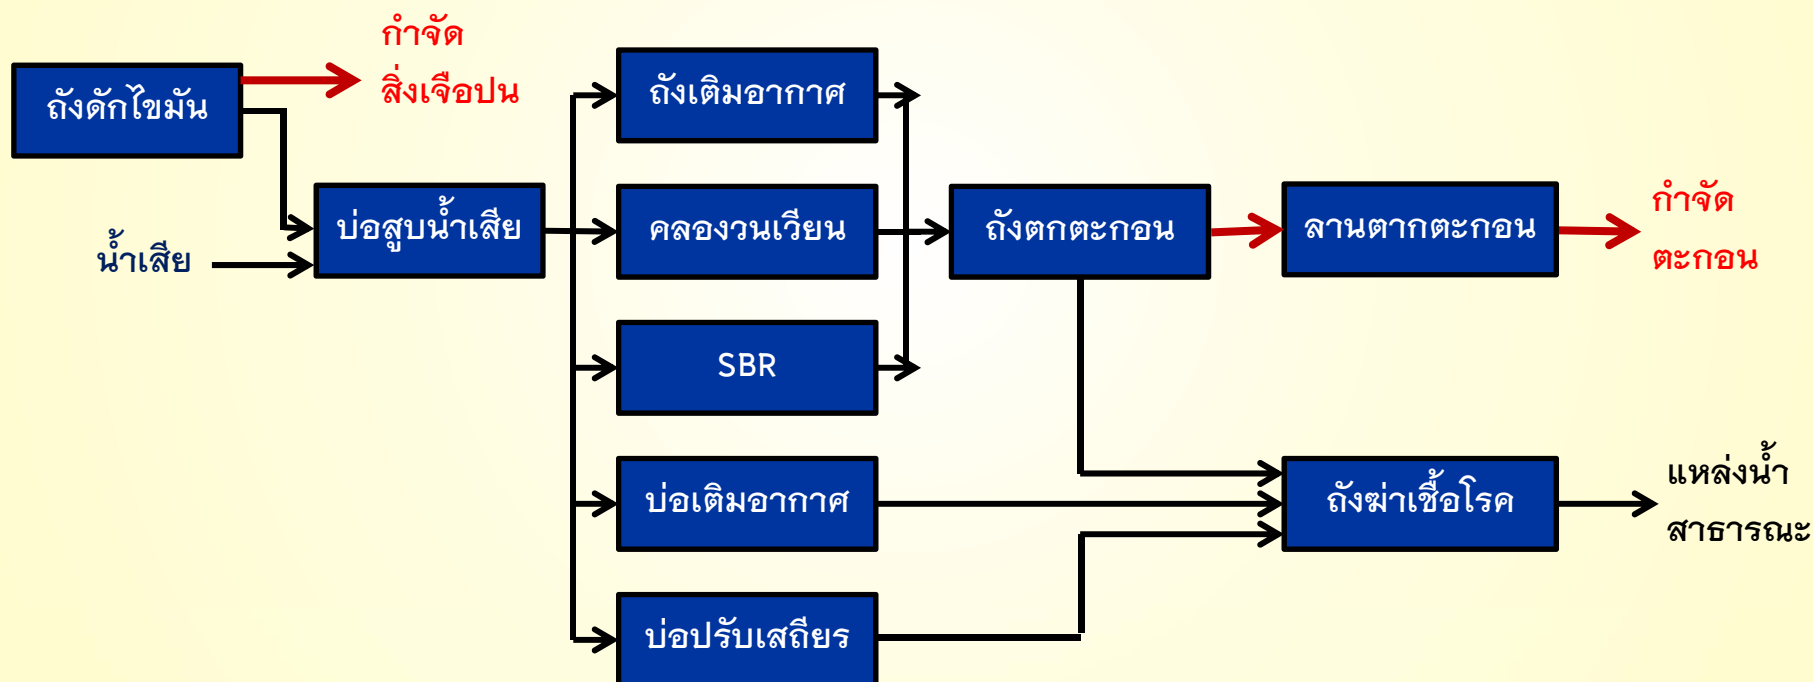 กำจัด
สิ่งเจือปน
ถังดักไขมัน
น้ำเสีย
บ่อสูบน้ำเสีย
ถังเติมอากาศ
คลองวนเวียน
SBR
บ่อเติมอากาศ
บ่อปรับเสถียร
ถังตกตะกอน
ลานตากตะกอน
กำจัด
ตะกอน
ถังฆ่าเชื้อโรค
แหล่งน้ำ
สาธารณะ